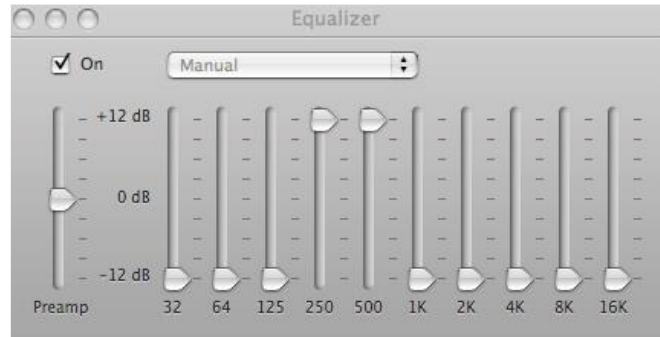 Equalizer
On
Manual
+12 dB
0 dB
-12 dB
Preamp 32 64 125 250 500 1K 2K 4K 8K 16K